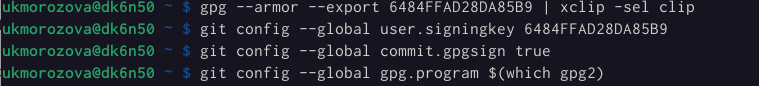 ukmorozova@dk6n50 ~ $ gpg --armor --export 6484FFAD28DA85B9 | xclip -sel clip
ukmorozova@dk6n50 ~ $ git config --global user.signingkey 6484FFAD28DA85B9
ukmorozova@dk6n50 ~ $ git config --global commit.gpgsign true
ukmorozova@dk6n50 ~ $ git config --global gpg.program $(which gpg2)